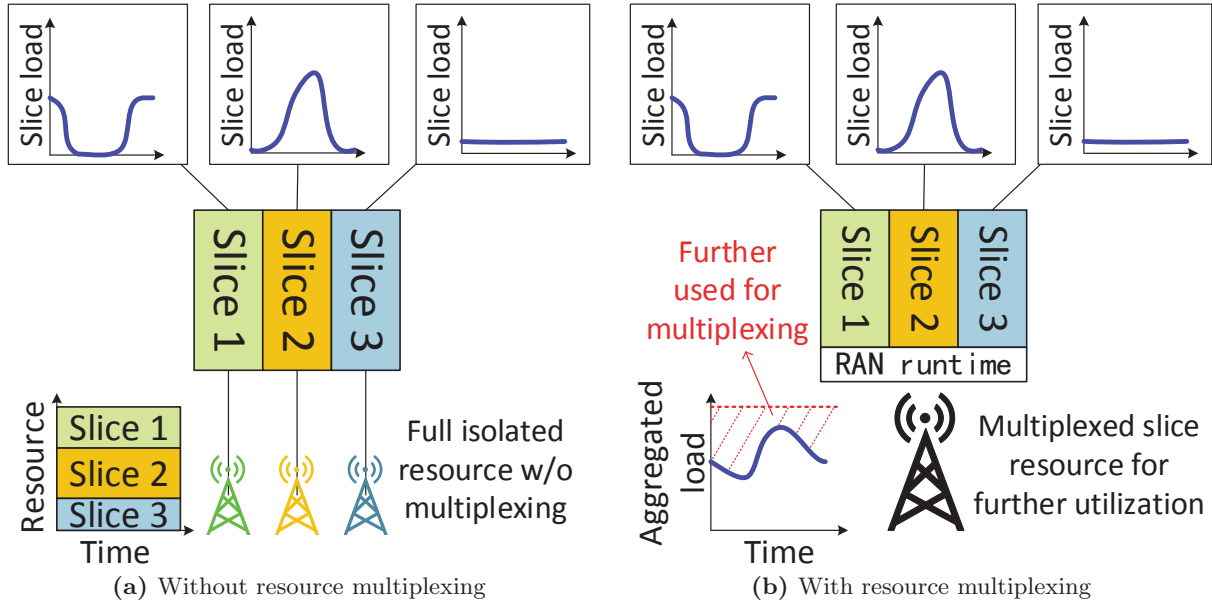 Slice load
Slice load
Slice load
Slice 1
Slice 2
Slice 3
Resource
Slice 1
Slice 2
Slice 3
Time
Full isolated
resource w/o
multiplexing
(a) Without resource multiplexing
Slice load
Slice load
Slice load
Slice 1
Slice 2
Slice 3
RAN runtime
Further
used for
multiplexing
Aggregated
load
Time
Multiplexed slice
resource for
further utilization
(b) With resource multiplexing